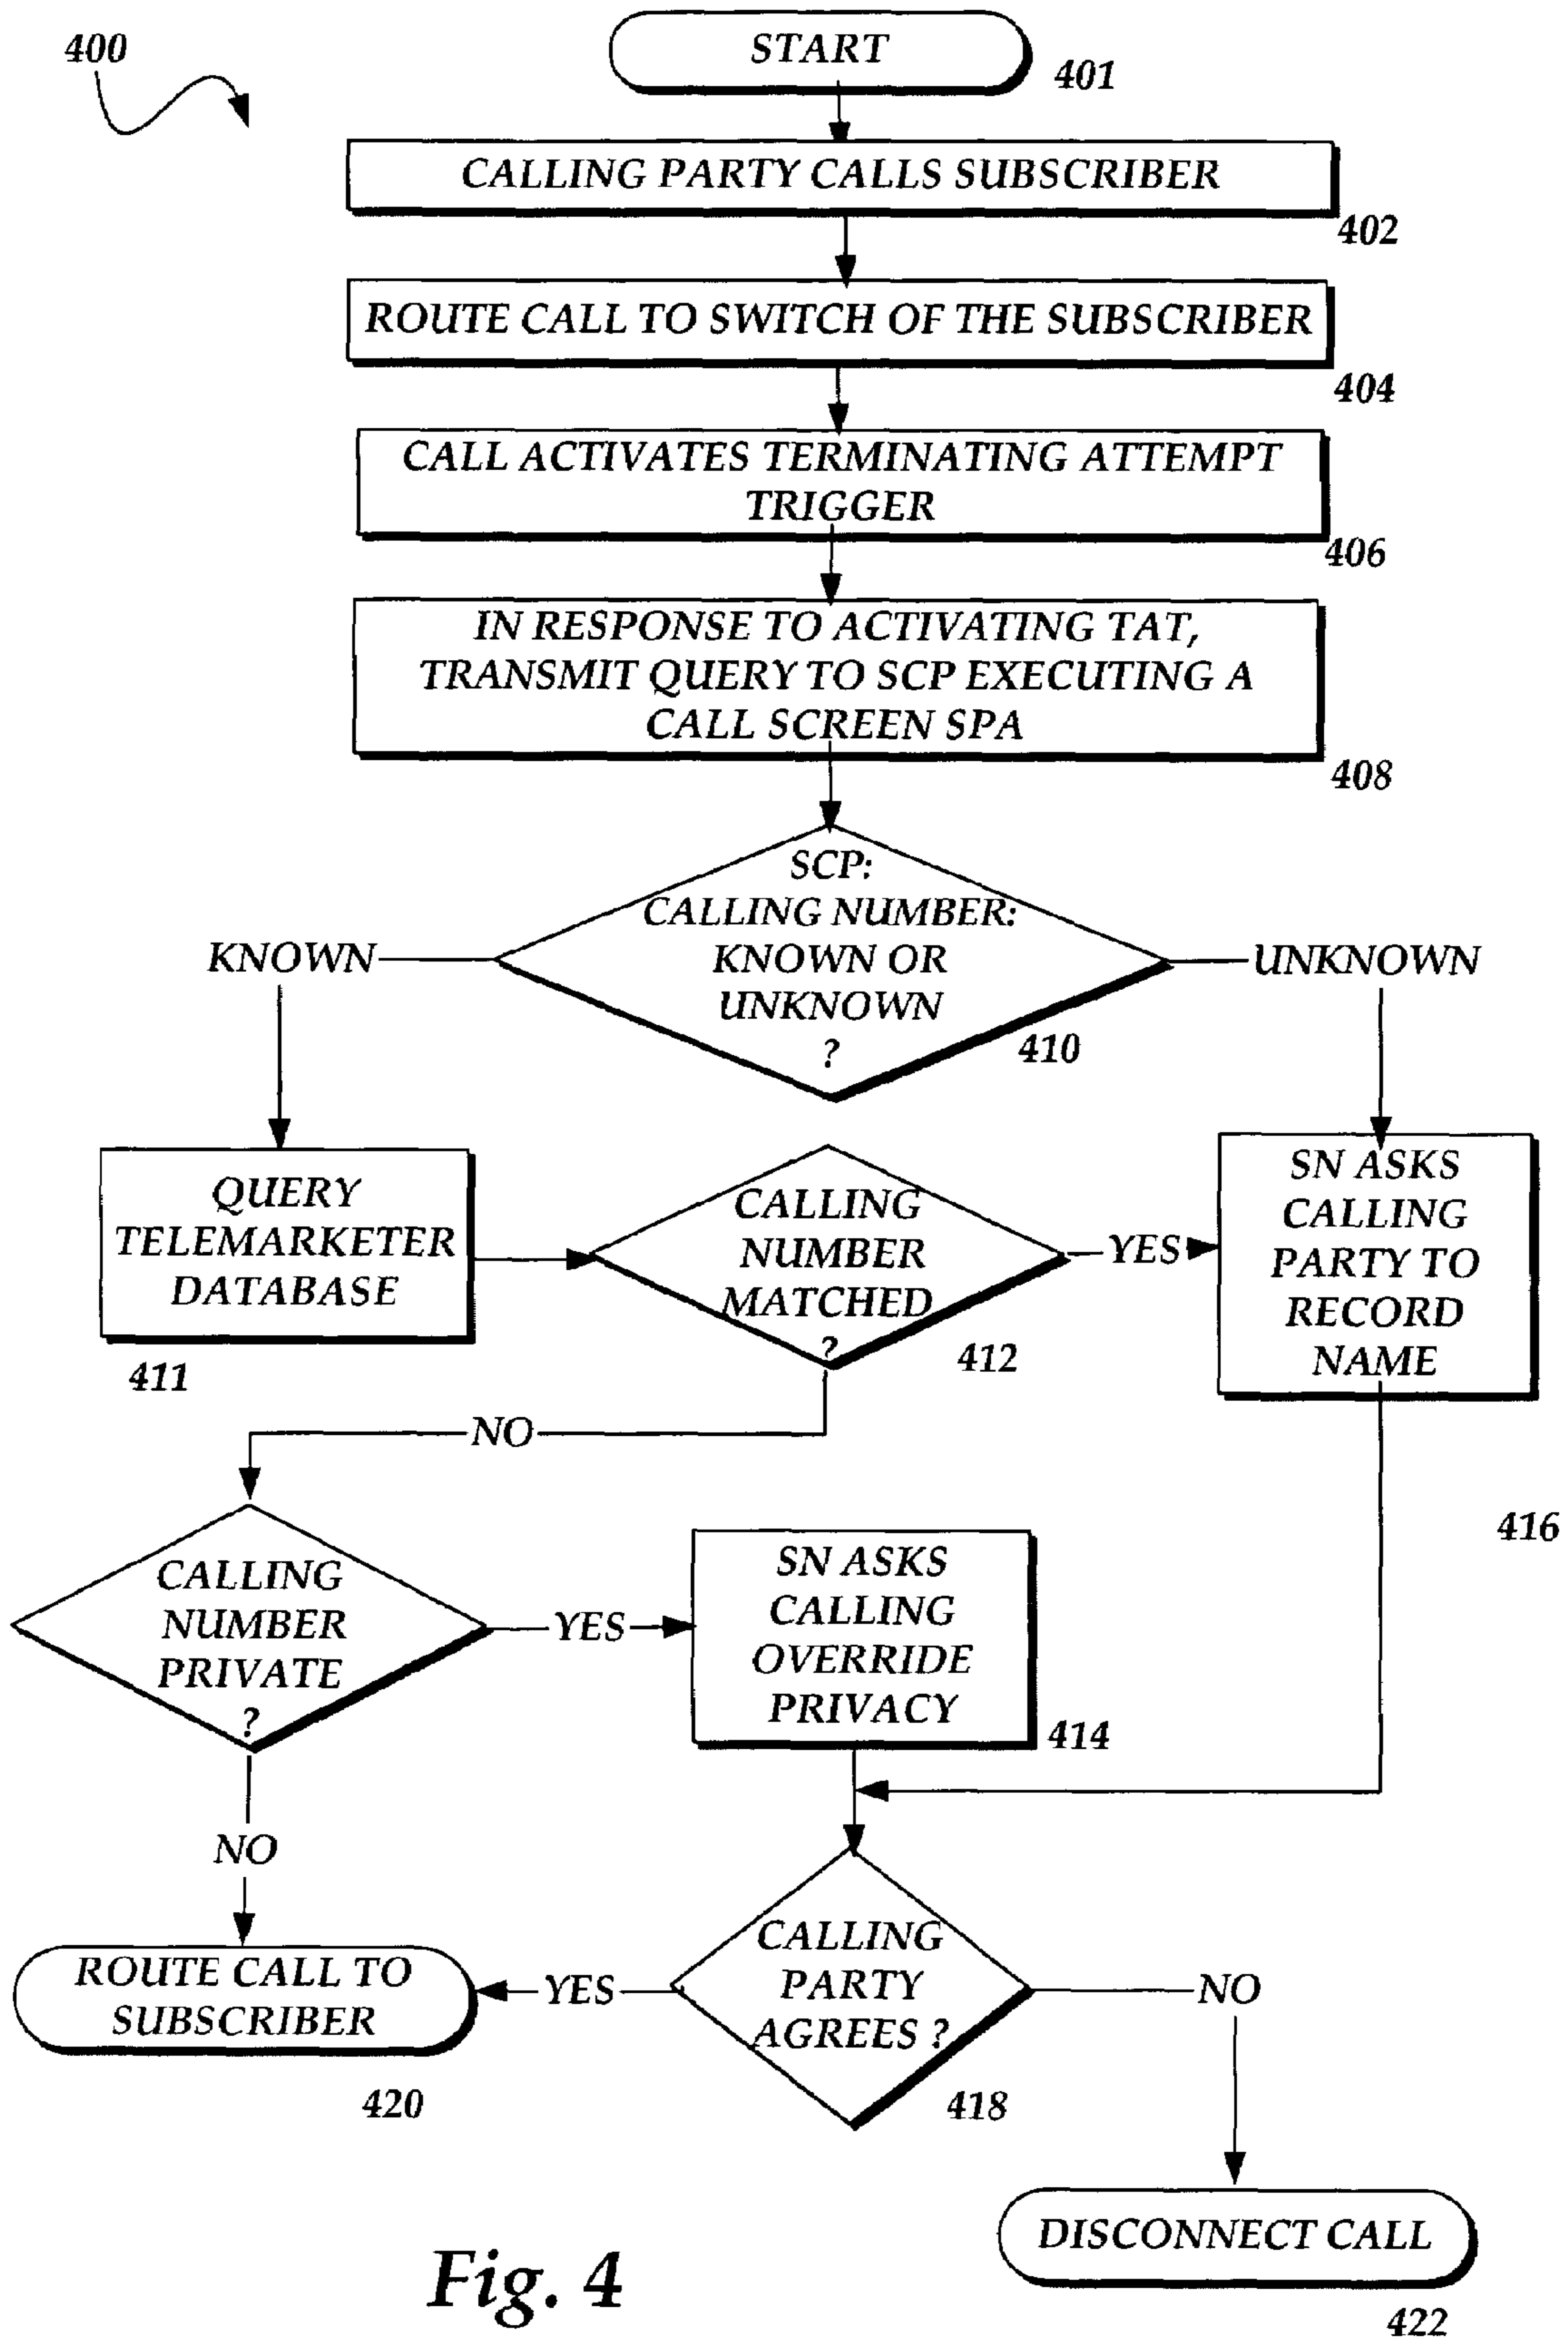 400
START
401
CALLING PARTY CALLS SUBSCRIBER
402
ROUTE CALL TO SWITCH OF THE SUBSCRIBER
404
CALL ACTIVATES TERMINATING ATTEMPT
TRIGGER
406
IN RESPONSE TO ACTIVATING TAT,
TRANSMIT QUERY TO SCP EXECUTING A
CALL SCREEN SPA
408
SCP:
CALLING NUMBER:
KNOWN OR
UNKNOWN
?
410
KNOWN
UNKNOWN
QUERY
TELEMARKETER
DATABASE
411
CALLING
NUMBER
MATCHED
?
412
YES
SN ASKS
CALLING
PARTY TO
RECORD
NAME
416
NO
CALLING
NUMBER
PRIVATE
?
YES
SN ASKS
CALLING
OVERRIDE
PRIVACY
414
NO
ROUTE CALL TO
SUBSCRIBER
420
YES
CALLING
PARTY
AGREES ?
418
NO
DISCONNECT CALL
422
Fig. 4